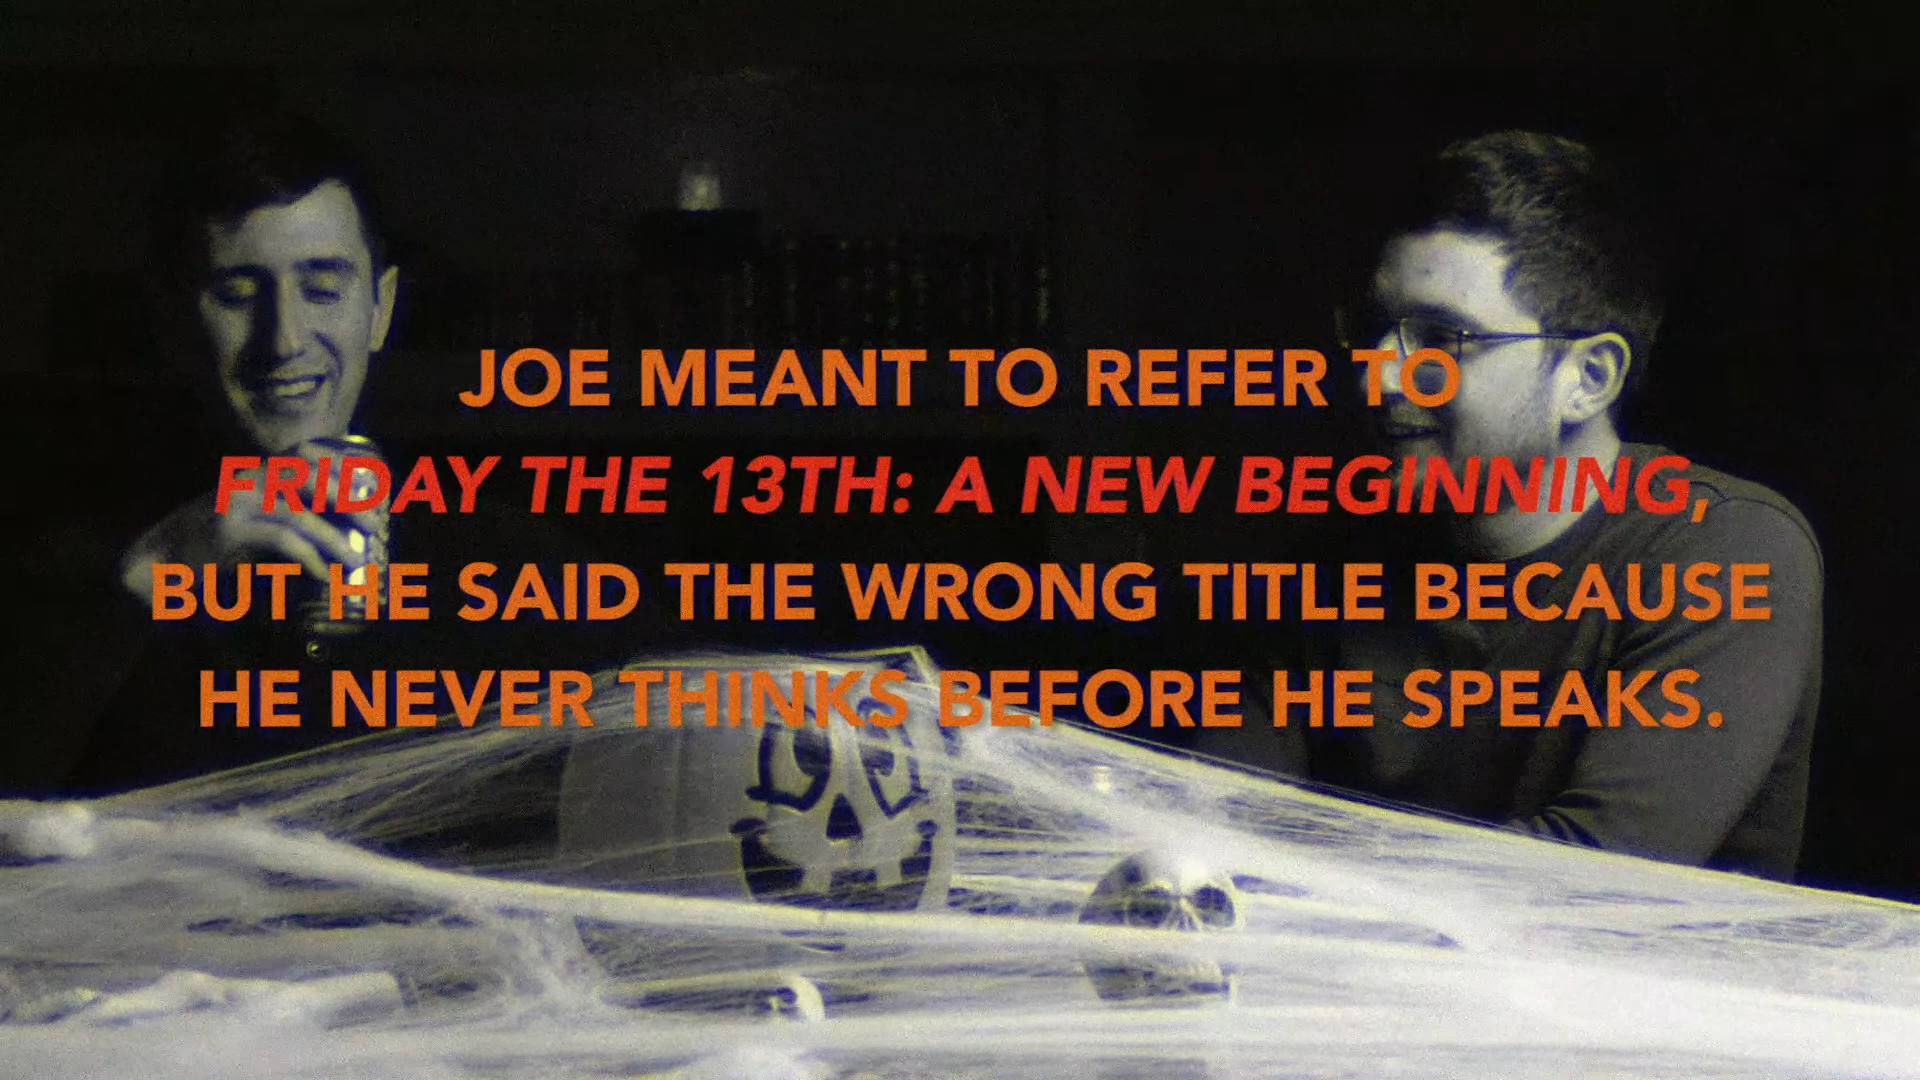 JOE MEANT TO REFER TO
FRIDAY THE 13TH: A NEW BEGINNING,
BUT HE SAID THE WRONG TITLE BECAUSE
HE NEVER THINKS BEFORE HE SPEAKS.